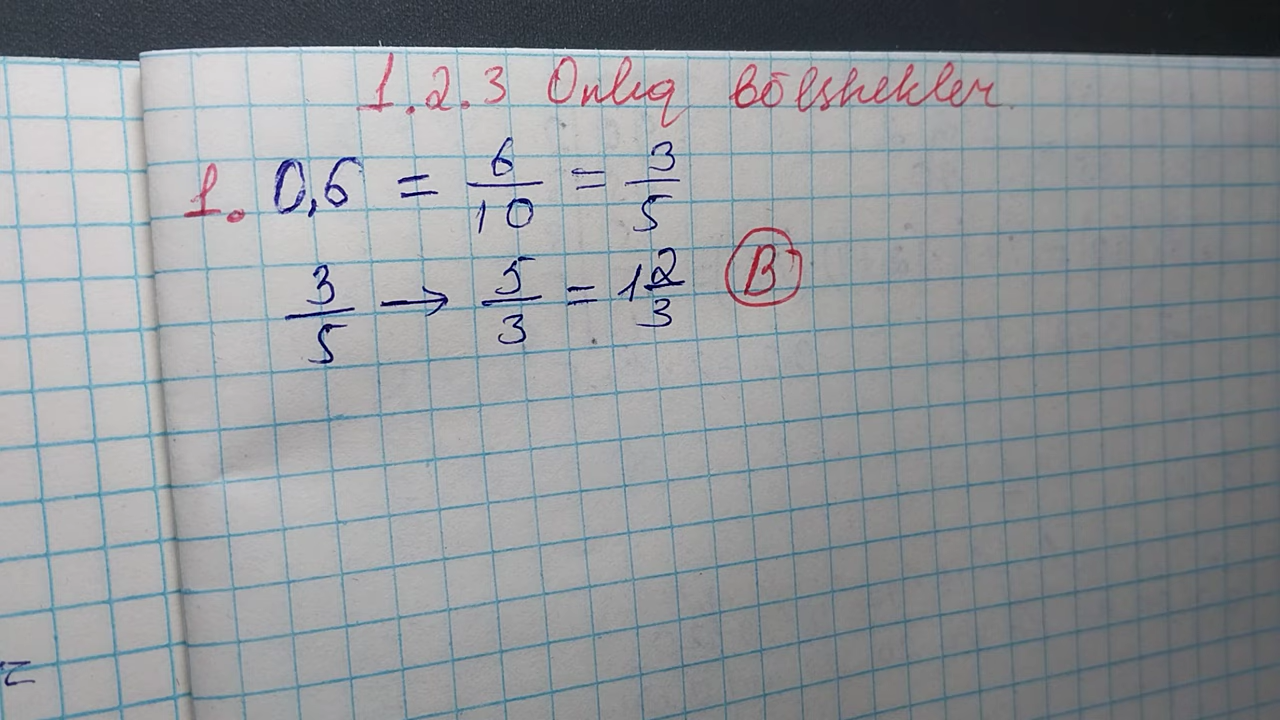 1.2.3 Onlıq bólshekler.
1. 0,6 = 6/10 = 3/5
3/5 → 5/3 = 1 2/3 B